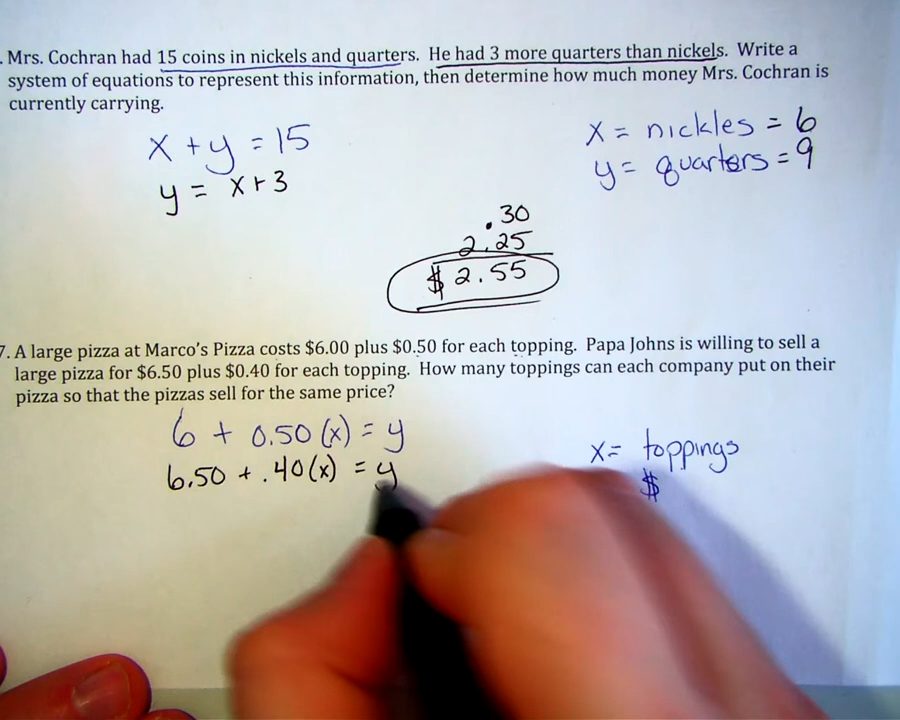 . Mrs. Cochran had 15 coins in nickels and quarters. He had 3 more quarters than nickels. Write a
system of equations to represent this information, then determine how much money Mrs. Cochran is
currently carrying.
x + y = 15
x = nickles = 6
y = x + 3
y = quarters = 9
.30
2.25
$ 2.55
7. A large pizza at Marco's Pizza costs $6.00 plus $0.50 for each topping. Papa Johns is willing to sell a
large pizza for $6.50 plus $0.40 for each topping. How many toppings can each company put on their
pizza so that the pizzas sell for the same price?
6 + 0.50 (x) = y
x = toppings
6.50 + .40 (x) = y
$